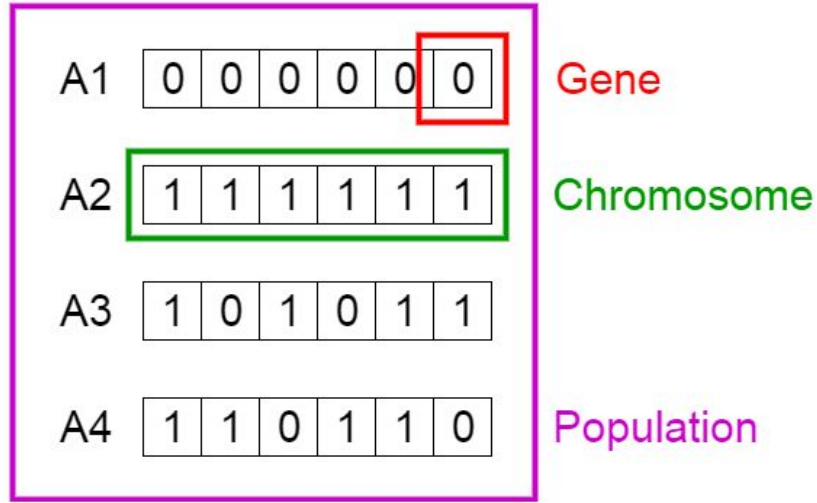 A1 0 0 0 0 0 0 Gene
A2 1 1 1 1 1 1 Chromosome
A3 1 0 1 0 1 1
A4 1 1 0 1 1 0 Population